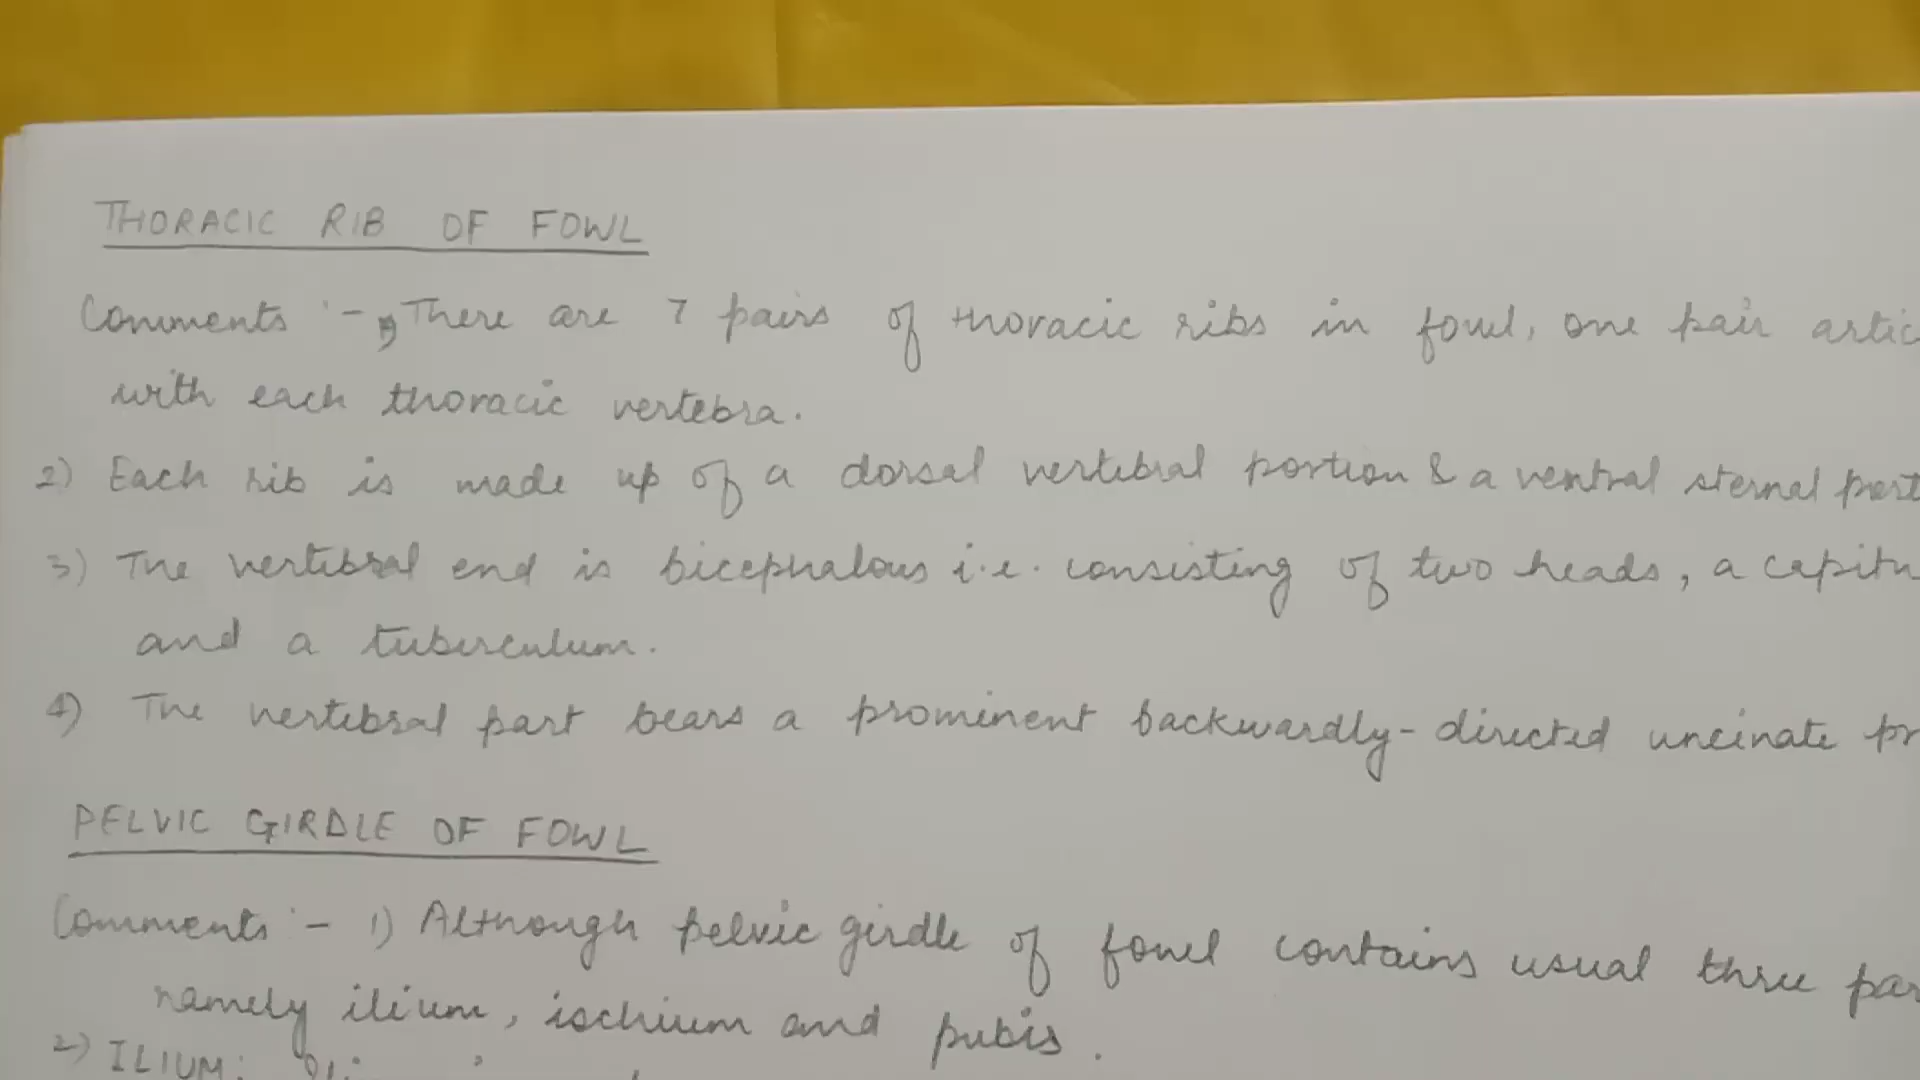 THORACIC RIB OF FOWL
Comments :- 1) There are 7 pairs of thoracic ribs in fowl, one pair artic
with each thoracic vertebra.
2) Each rib is made up of a dorsal vertebral portion & a ventral sternal port
3) The vertebral end is bicephalous i.e. consisting of two heads, a capitu
and a tuberculum.
4) The vertebral part bears a prominent backwardly-directed uncinate pr
PELVIC GIRDLE OF FOWL
Comments :- 1) Although pelvic girdle of fowl contains usual three par
namely ilium, ischium and pubis.
2) ILIUM: